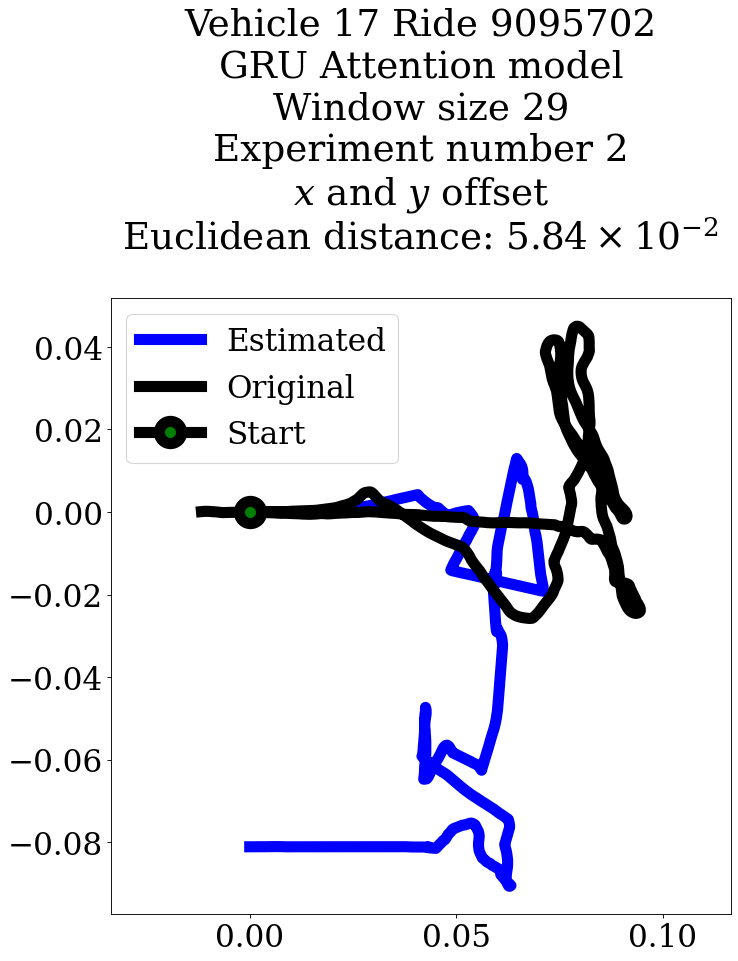 Vehicle 17 Ride 9095702
GRU Attention model
Window size 29
Experiment number 2
x and y offset
Euclidean distance: 5.84 × 10⁻²
Estimated
Original
Start
0.04
0.02
0.00
−0.02
−0.04
−0.06
−0.08
0.00 0.05 0.10